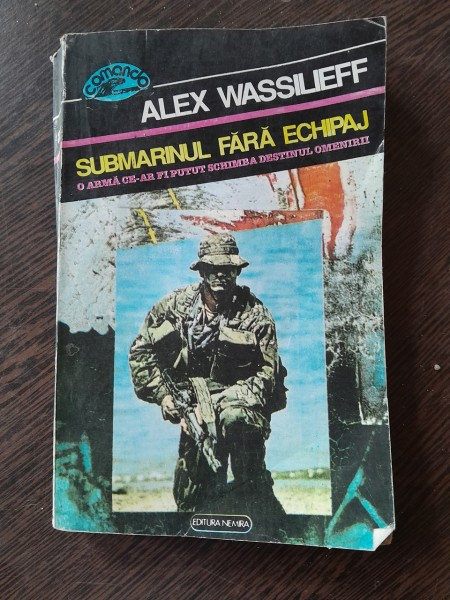 comando
ALEX WASSILIEFF
SUBMARINUL FĂRĂ ECHIPAJ
O ARMĂ CE-AR FI PUTUT SCHIMBA DESTINUL OMENIRII
EDITURA NEMIRA